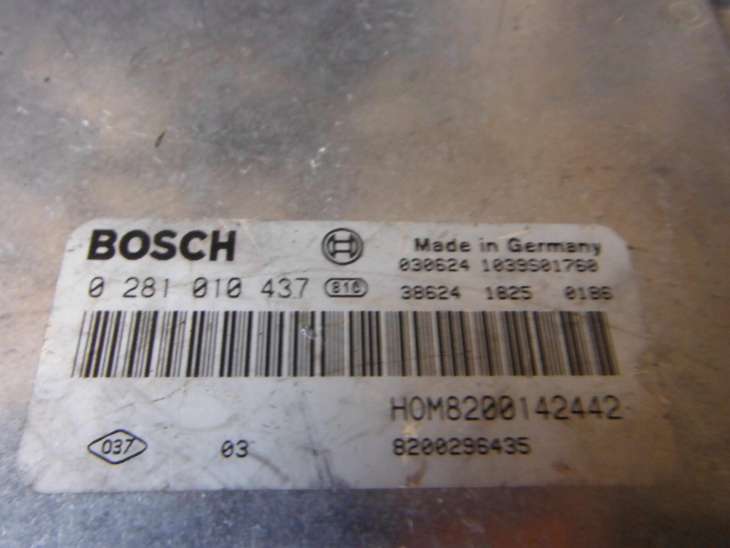 BOSCH
Made in Germany
030624 1039S01760
0 281 010 437 816
38624 1825 0186
HOM8200142442
037 03 8200296435